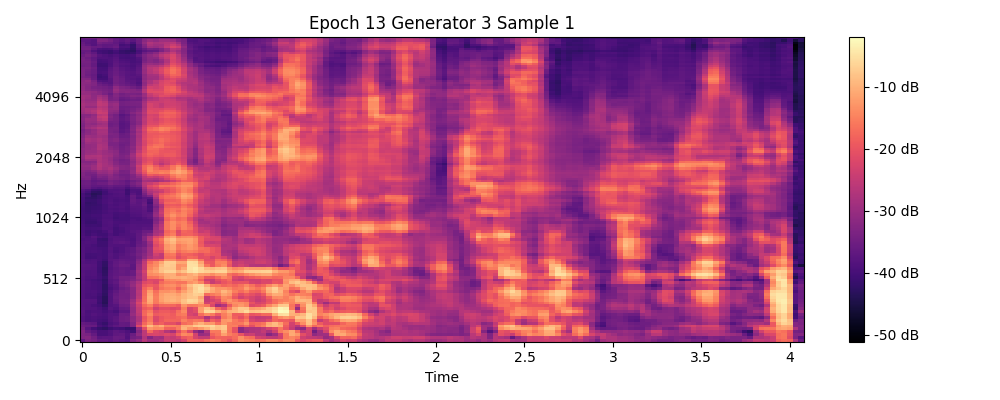 Epoch 13 Generator 3 Sample 1
Hz
4096
2048
1024
512
0
0 0.5 1 1.5 2 2.5 3 3.5 4
Time
-10 dB
-20 dB
-30 dB
-40 dB
-50 dB